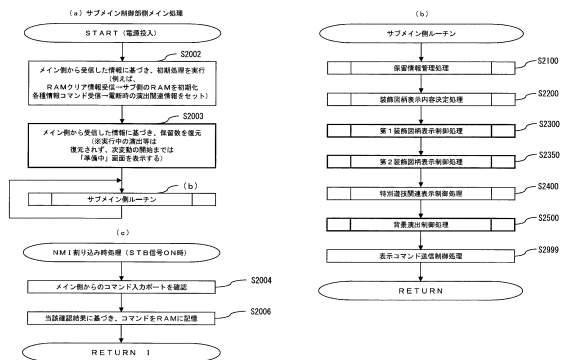 (a) サブメイン制御部側メイン処理
START (電源投入)
S2002
メイン側から受信した情報に基づき、初期処理を実行
(例えば、
RAMクリア情報受信→サブ側のRAMを初期化
各種情報コマンド受信→電断時の演出関連情報をセット)
S2003
メイン側から受信した情報に基づき、保留数を復元
(※実行中の演出等は
復元されず、次変動の開始までは
「準備中」画面を表示する)
(b)
サブメイン側ルーチン
(c)
NMI割り込み時処理 (STB信号ON時)
S2004
メイン側からのコマンド入力ポートを確認
S2006
当該確認結果に基づき、コマンドをRAMに記憶
RETURN I
(b)
サブメイン側ルーチン
S2100
保留情報管理処理
S2200
装飾図柄表示内容決定処理
S2300
第1装飾図柄表示制御処理
S2350
第2装飾図柄表示制御処理
S2400
特別遊技関連表示制御処理
S2500
背景演出制御処理
S2999
表示コマンド送信制御処理
RETURN